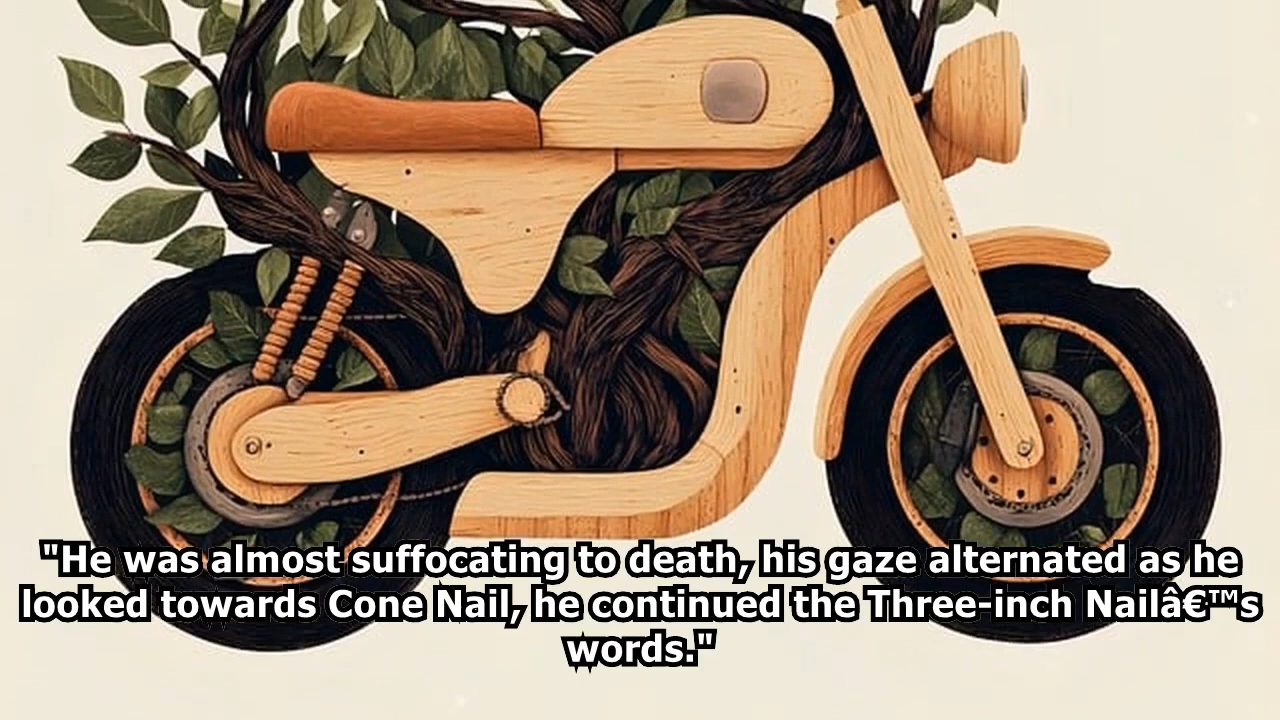 "He was almost suffocating to death, his gaze alternated as he
looked towards Cone Nail, he continued the Three-inch Nailâ€™s
words."